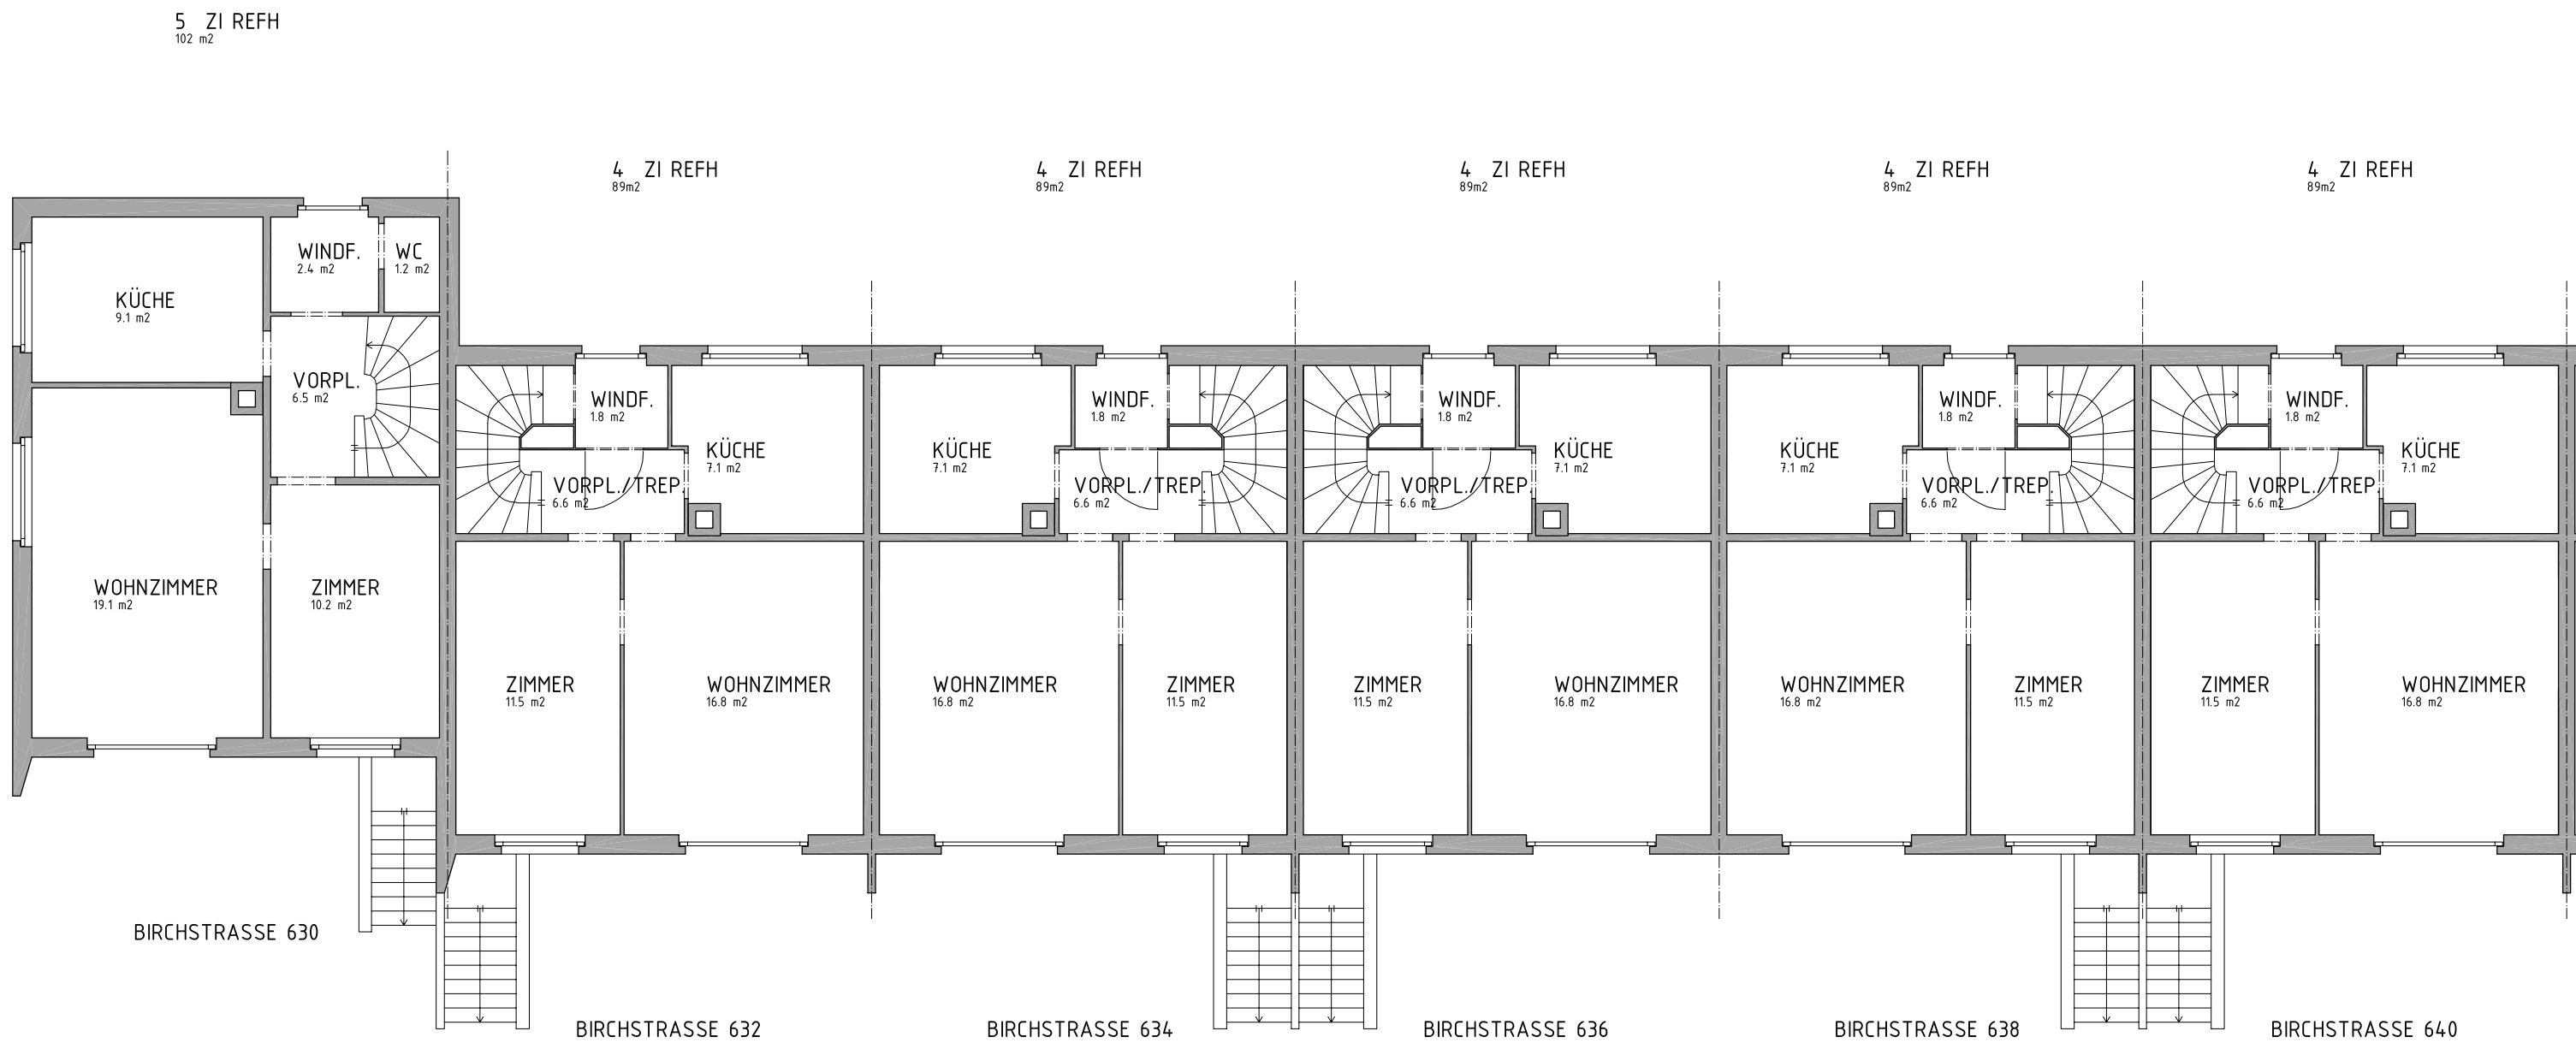 5 ZI REFH
102 m2
4 ZI REFH
89m2
4 ZI REFH
89m2
4 ZI REFH
89m2
4 ZI REFH
89m2
4 ZI REFH
89m2
WINDF.
2.4 m2
WC
1.2 m2
KÜCHE
9.1 m2
VORPL.
6.5 m2
WOHNZIMMER
19.1 m2
ZIMMER
10.2 m2
BIRCHSTRASSE 630
WINDF.
1.8 m2
KÜCHE
7.1 m2
VORPL./TREP.
6.6 m2
ZIMMER
11.5 m2
WOHNZIMMER
16.8 m2
BIRCHSTRASSE 632
KÜCHE
7.1 m2
WINDF.
1.8 m2
VORPL./TREP.
6.6 m2
WOHNZIMMER
16.8 m2
ZIMMER
11.5 m2
BIRCHSTRASSE 634
WINDF.
1.8 m2
KÜCHE
7.1 m2
VORPL./TREP.
6.6 m2
ZIMMER
11.5 m2
WOHNZIMMER
16.8 m2
BIRCHSTRASSE 636
KÜCHE
7.1 m2
WINDF.
1.8 m2
VORPL./TREP.
6.6 m2
WOHNZIMMER
16.8 m2
ZIMMER
11.5 m2
BIRCHSTRASSE 638
WINDF.
1.8 m2
KÜCHE
7.1 m2
VORPL./TREP.
6.6 m2
ZIMMER
11.5 m2
WOHNZIMMER
16.8 m2
BIRCHSTRASSE 640